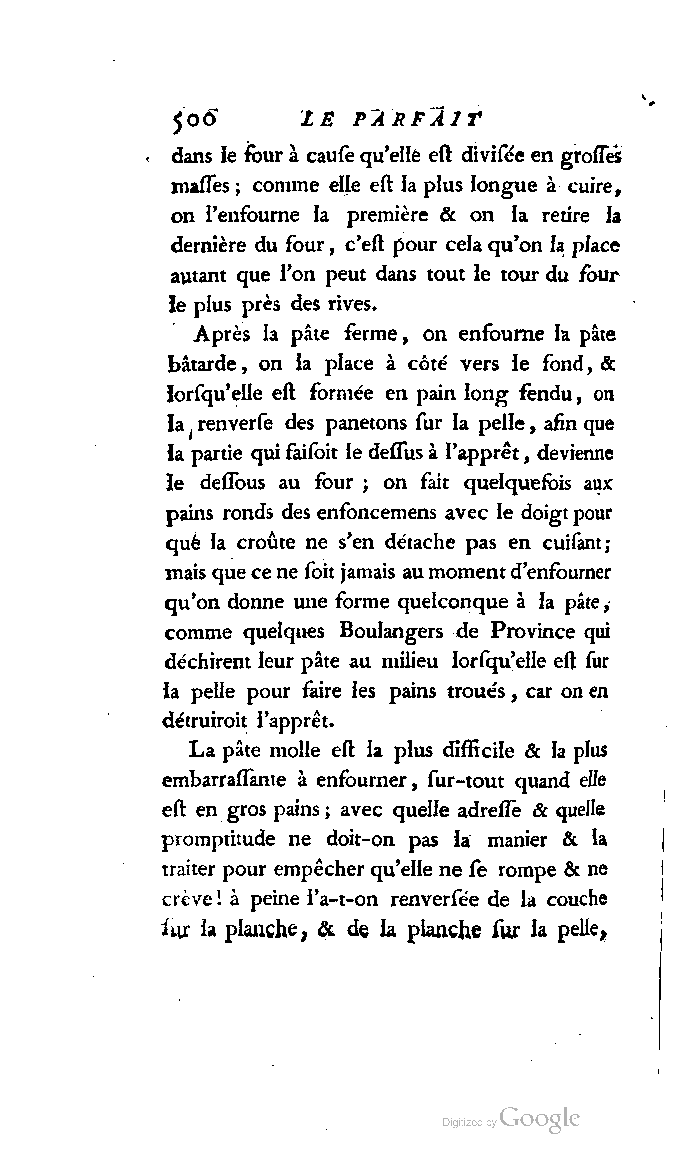 506 LE PARFAIT
dans le four à cauſe qu'elle eſt diviſée en groſſes
maſſes ; comme elle eſt la plus longue à cuire,
on l'enfourne la première & on la retire la
dernière du four, c'eſt pour cela qu'on la place
autant que l'on peut dans tout le tour du four
le plus près des rives.
Après la pâte ferme, on enfourne la pâte
bâtarde, on la place à côté vers le fond, &
lorſqu'elle eſt formée en pain long fendu, on
la renverſe des panetons ſur la pelle, afin que
la partie qui faiſoit le deſſus à l'apprêt, devienne
le deſſous au four ; on fait quelquefois aux
pains ronds des enfoncemens avec le doigt pour
que la croûte ne s'en détache pas en cuiſant;
mais que ce ne ſoit jamais au moment d'enfourner
qu'on donne une forme quelconque à la pâte,
comme quelques Boulangers de Province qui
déchirent leur pâte au milieu lorſqu'elle eſt ſur
la pelle pour faire les pains troués, car on en
détruiroit l'apprêt.
La pâte molle eſt la plus difficile & la plus
embarraſſante à enfourner, ſur-tout quand elle
eſt en gros pains ; avec quelle adreſſe & quelle
promptitude ne doit-on pas la manier & la
traiter pour empêcher qu'elle ne ſe rompe & ne
crève! à peine l'a-t-on renverſée de la couche
ſur la planche, & de la planche ſur la pelle,
Digitized by Google